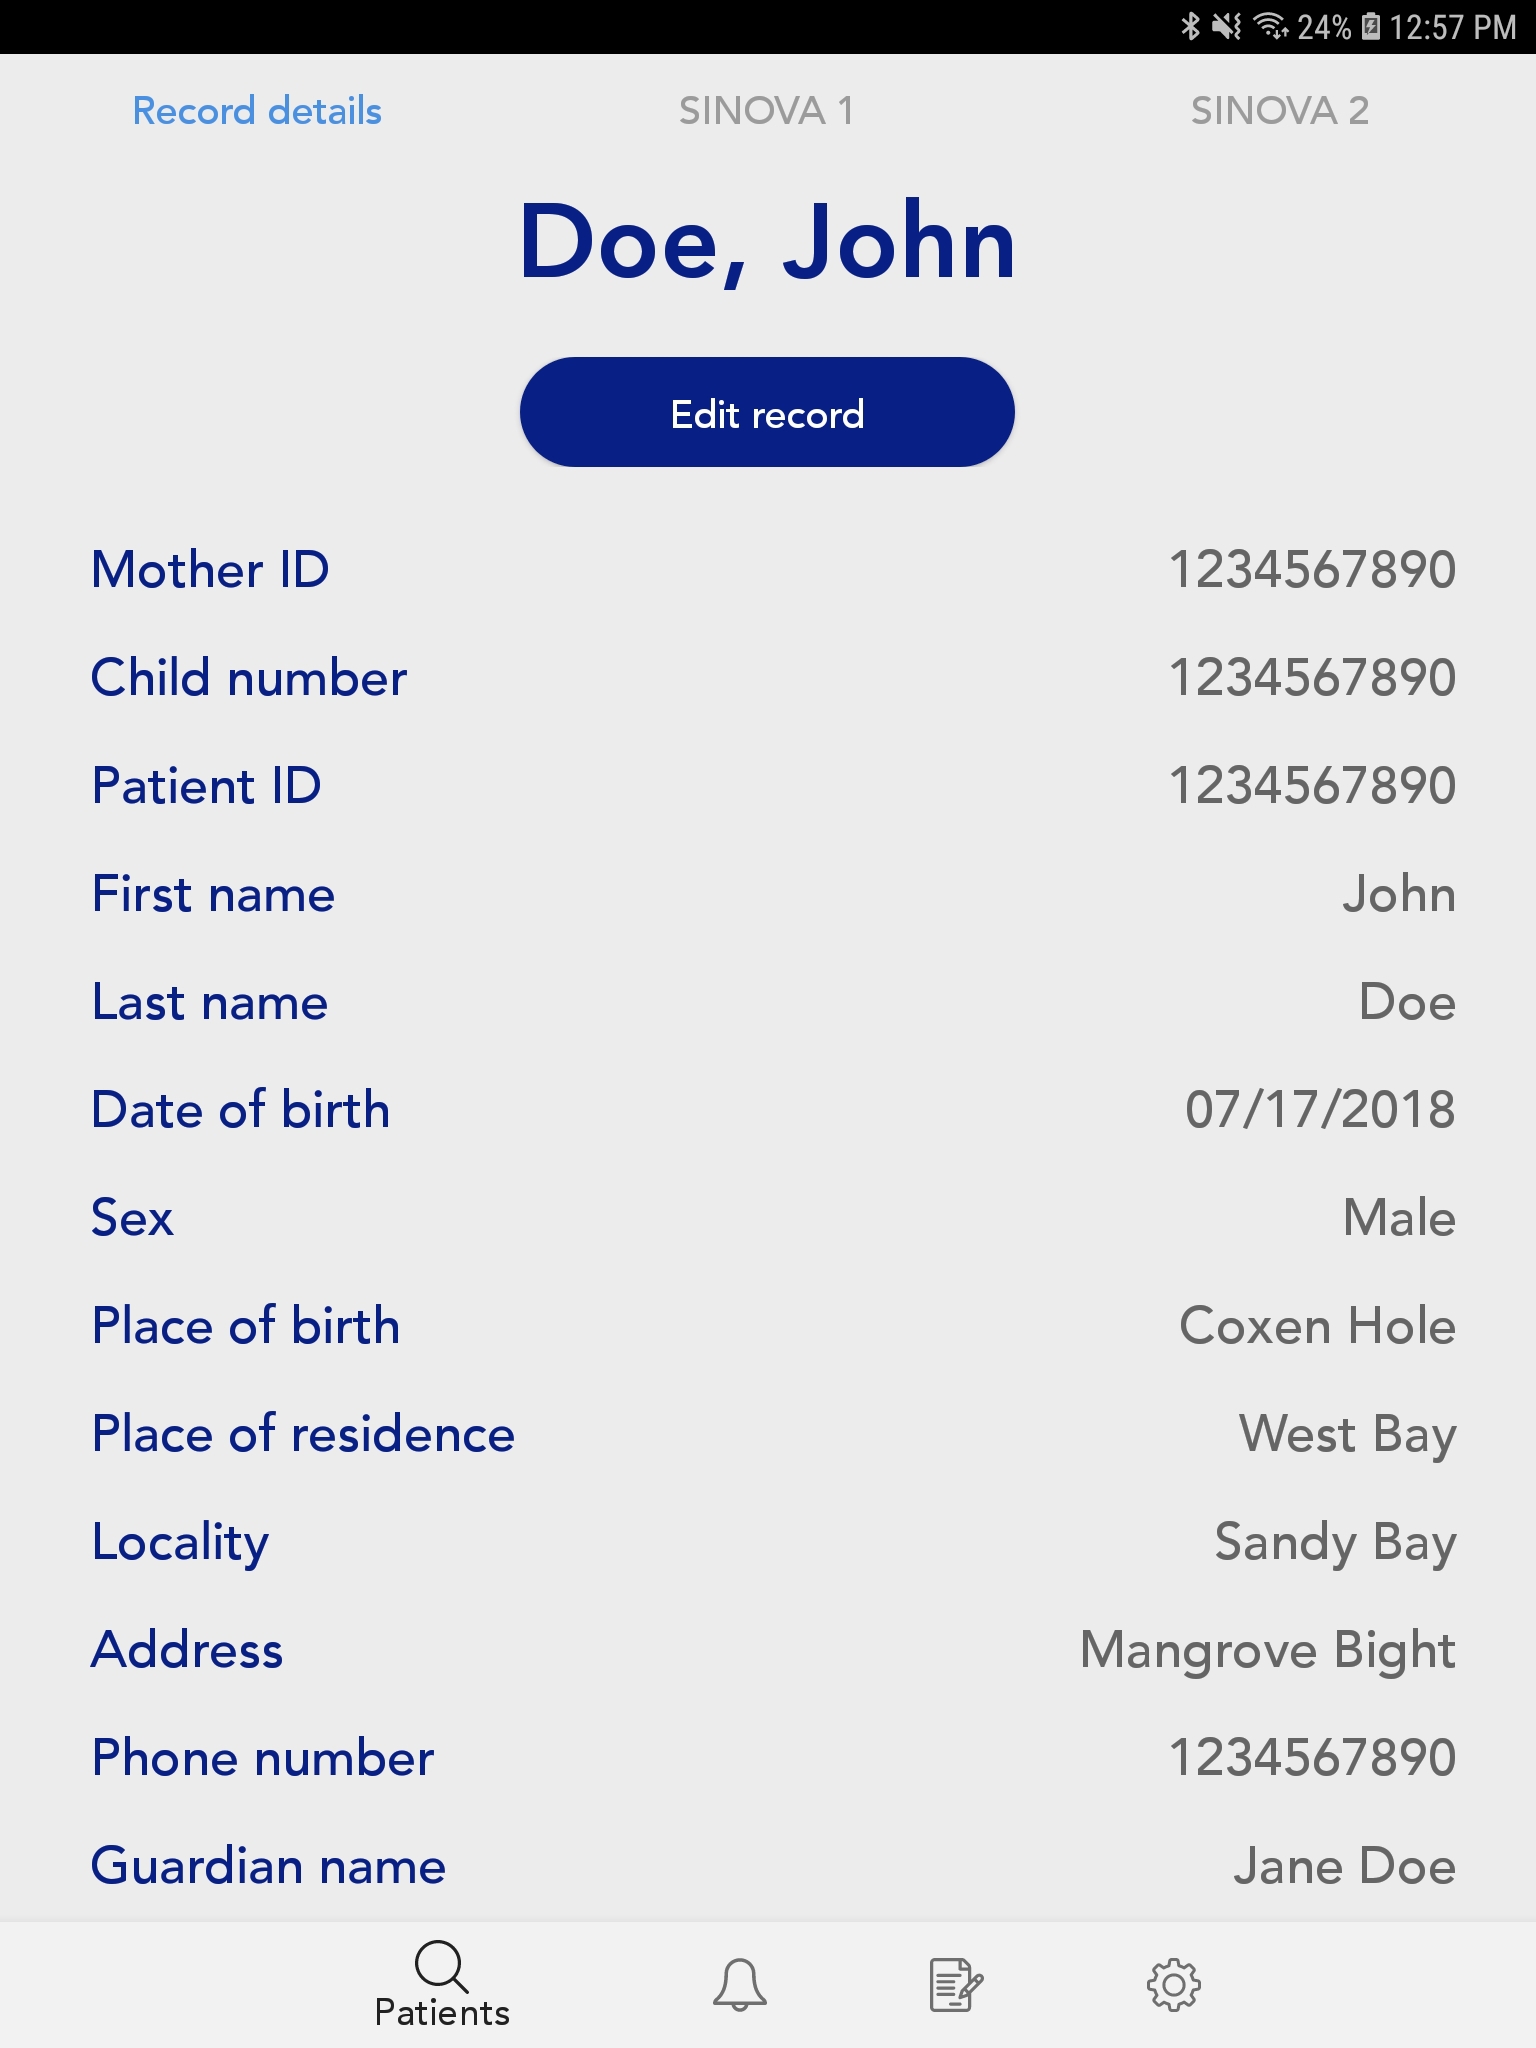 24% 12:57 PM
Record details SINOVA 1 SINOVA 2
Doe, John
Edit record
Mother ID 1234567890
Child number 1234567890
Patient ID 1234567890
First name John
Last name Doe
Date of birth 07/17/2018
Sex Male
Place of birth Coxen Hole
Place of residence West Bay
Locality Sandy Bay
Address Mangrove Bight
Phone number 1234567890
Guardian name Jane Doe
Patients